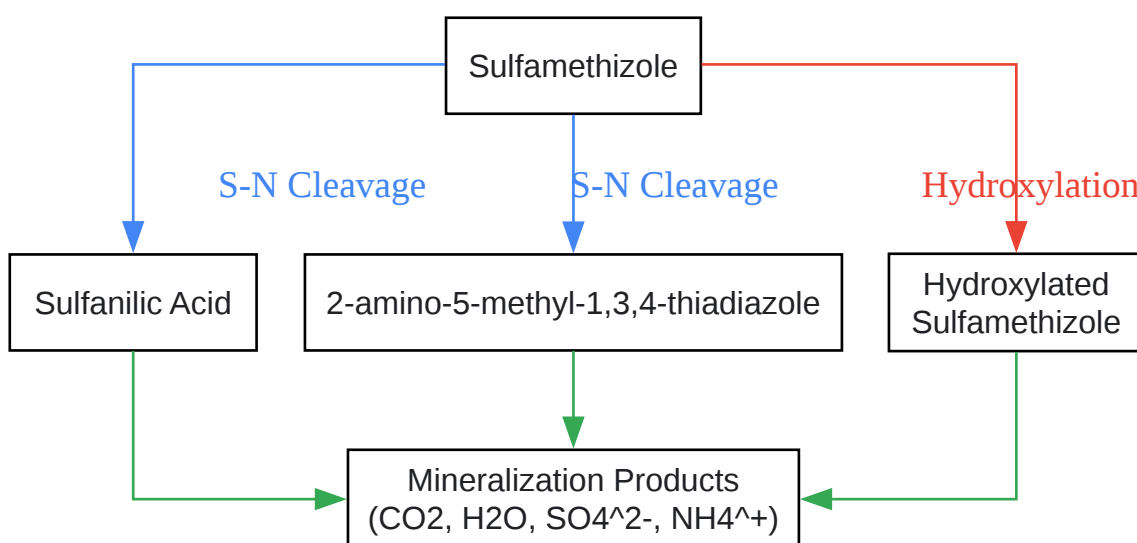 Sulfamethizole
S-N Cleavage
S-N Cleavage
Hydroxylation
Sulfanilic Acid
2-amino-5-methyl-1,3,4-thiadiazole
Hydroxylated
Sulfamethizole
Mineralization Products
(CO2, H2O, SO4^2-, NH4^+)